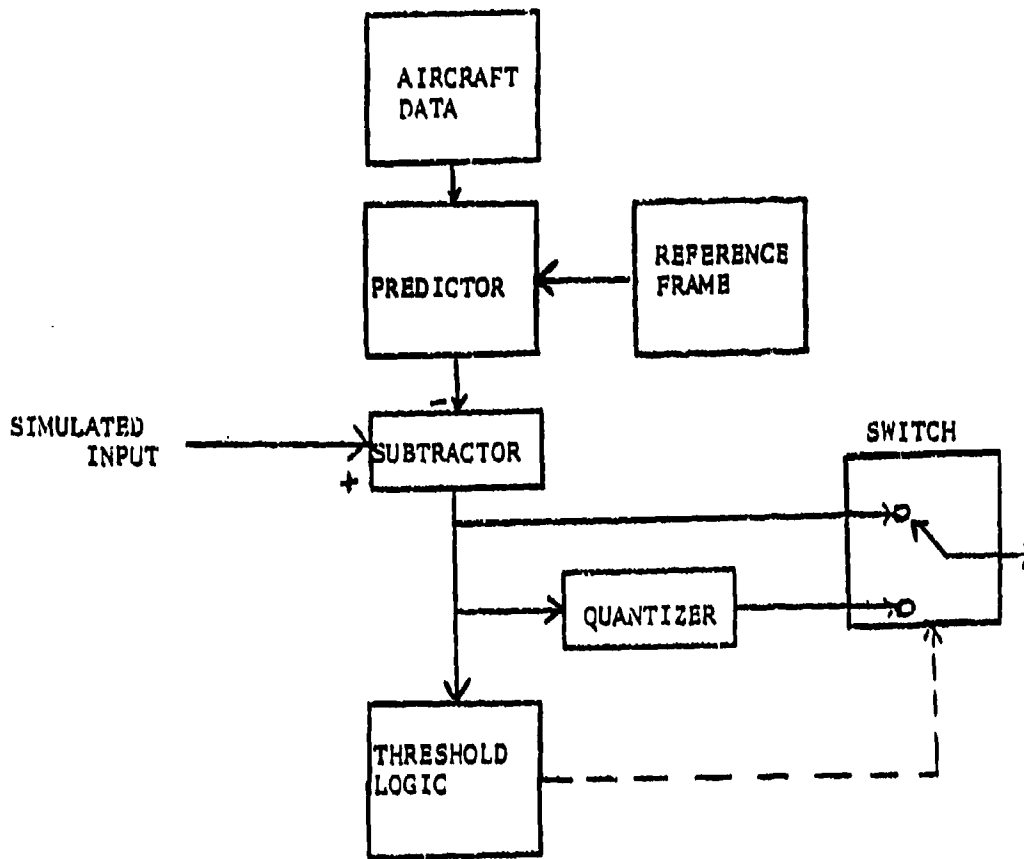 AIRCRAFT
DATA
PREDICTOR
REFERENCE
FRAME
-
SIMULATED
INPUT
+
SUBTRACTOR
SWITCH
QUANTIZER
THRESHOLD
LOGIC